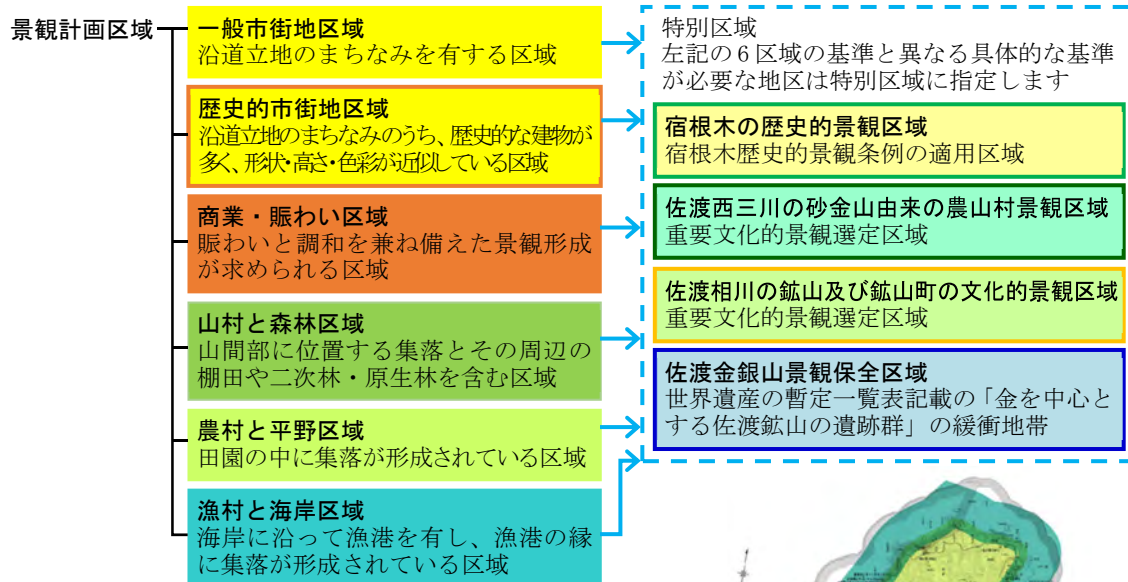 景観計画区域
一般市街地区域
沿道立地のまちなみを有する区域
歴史的市街地区域
沿道立地のまちなみのうち、歴史的な建物が
多く、形状・高さ・色彩が近似している区域
商業・賑わい区域
賑わいと調和を兼ね備えた景観形成
が求められる区域
山村と森林区域
山間部に位置する集落とその周辺の
棚田や二次林・原生林を含む区域
農村と平野区域
田園の中に集落が形成されている区域
漁村と海岸区域
海岸に沿って漁港を有し、漁港の縁
に集落が形成されている区域
特別区域
左記の6区域の基準と異なる具体的な基準
が必要な地区は特別区域に指定します
宿根木の歴史的景観区域
宿根木歴史的景観条例の適用区域
佐渡西三川の砂金山由来の農山村景観区域
重要文化的景観選定区域
佐渡相川の鉱山及び鉱山町の文化的景観区域
重要文化的景観選定区域
佐渡金銀山景観保全区域
世界遺産の暫定一覧表記載の「金を中心と
する佐渡鉱山の遺跡群」の緩衝地帯